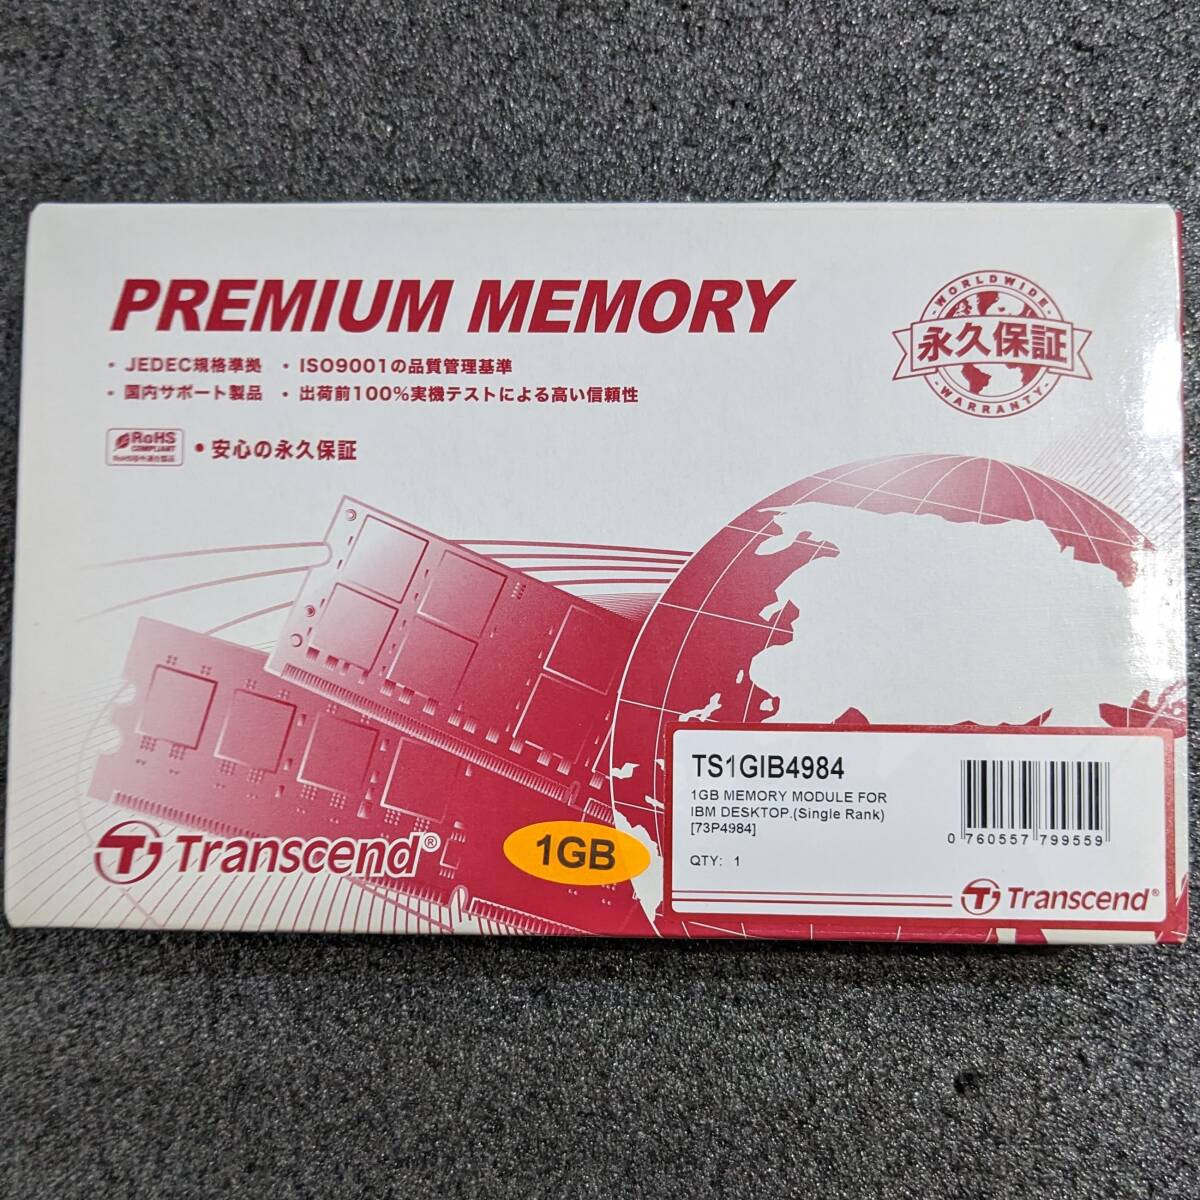 PREMIUM MEMORY
・JEDEC規格準拠 ・ISO9001の品質管理基準
・国内サポート製品 ・出荷前100%実機テストによる高い信頼性
RoHS
COMPLIANT
・安心の永久保証
WORLDWIDE
永久保証
WARRANTY
Transcend®
1GB
TS1GIB4984
1GB MEMORY MODULE FOR
IBM DESKTOP.(Single Rank)
[73P4984]
QTY: 1
0 760557 799559
Transcend®